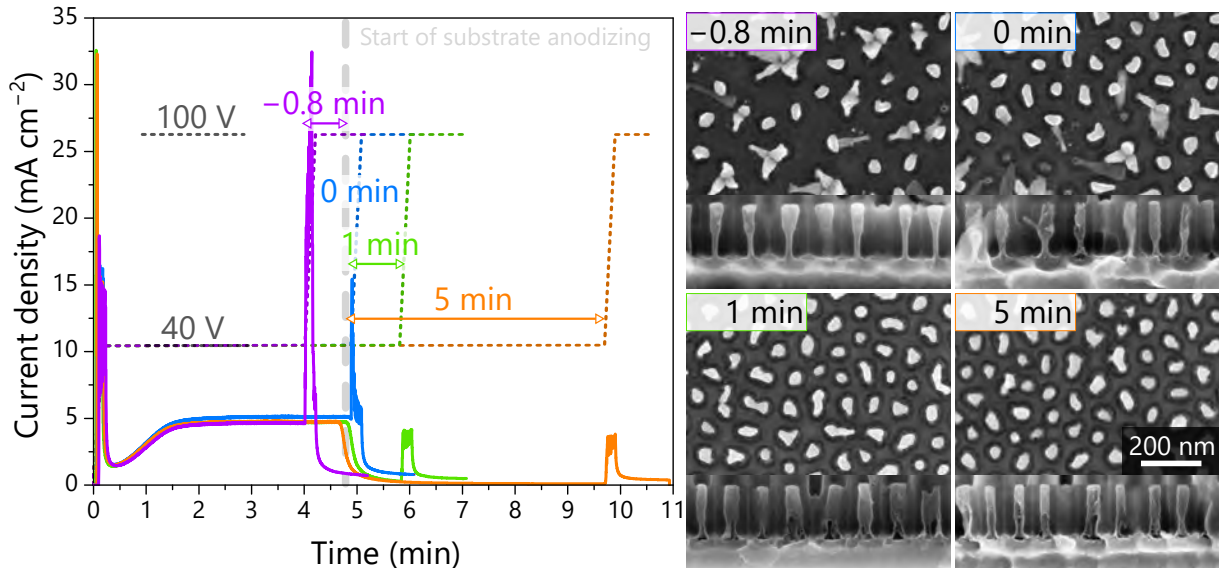 35
30
25
20
15
10
5
0
Current density (mA cm⁻²)
Start of substrate anodizing
−0.8 min
100 V
0 min
1 min
5 min
40 V
0 1 2 3 4 5 6 7 8 9 10 11
Time (min)
−0.8 min
0 min
1 min
5 min
200 nm